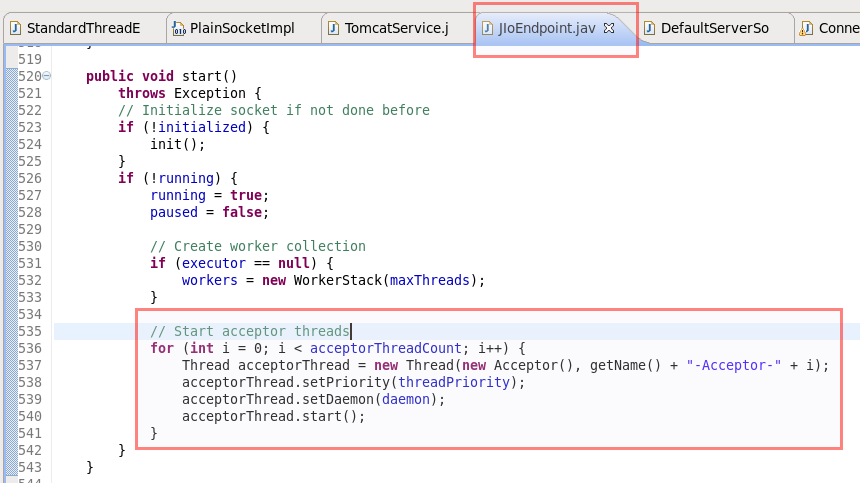 StandardThreadE PlainSocketImpl TomcatService.j JIoEndpoint.jav DefaultServerSo Conne
519
520 public void start()
521 throws Exception {
522 // Initialize socket if not done before
523 if (!initialized) {
524 init();
525 }
526 if (!running) {
527 running = true;
528 paused = false;
529
530 // Create worker collection
531 if (executor == null) {
532 workers = new WorkerStack(maxThreads);
533 }
534
535 // Start acceptor threads
536 for (int i = 0; i < acceptorThreadCount; i++) {
537 Thread acceptorThread = new Thread(new Acceptor(), getName() + "-Acceptor-" + i);
538 acceptorThread.setPriority(threadPriority);
539 acceptorThread.setDaemon(daemon);
540 acceptorThread.start();
541 }
542 }
543 }